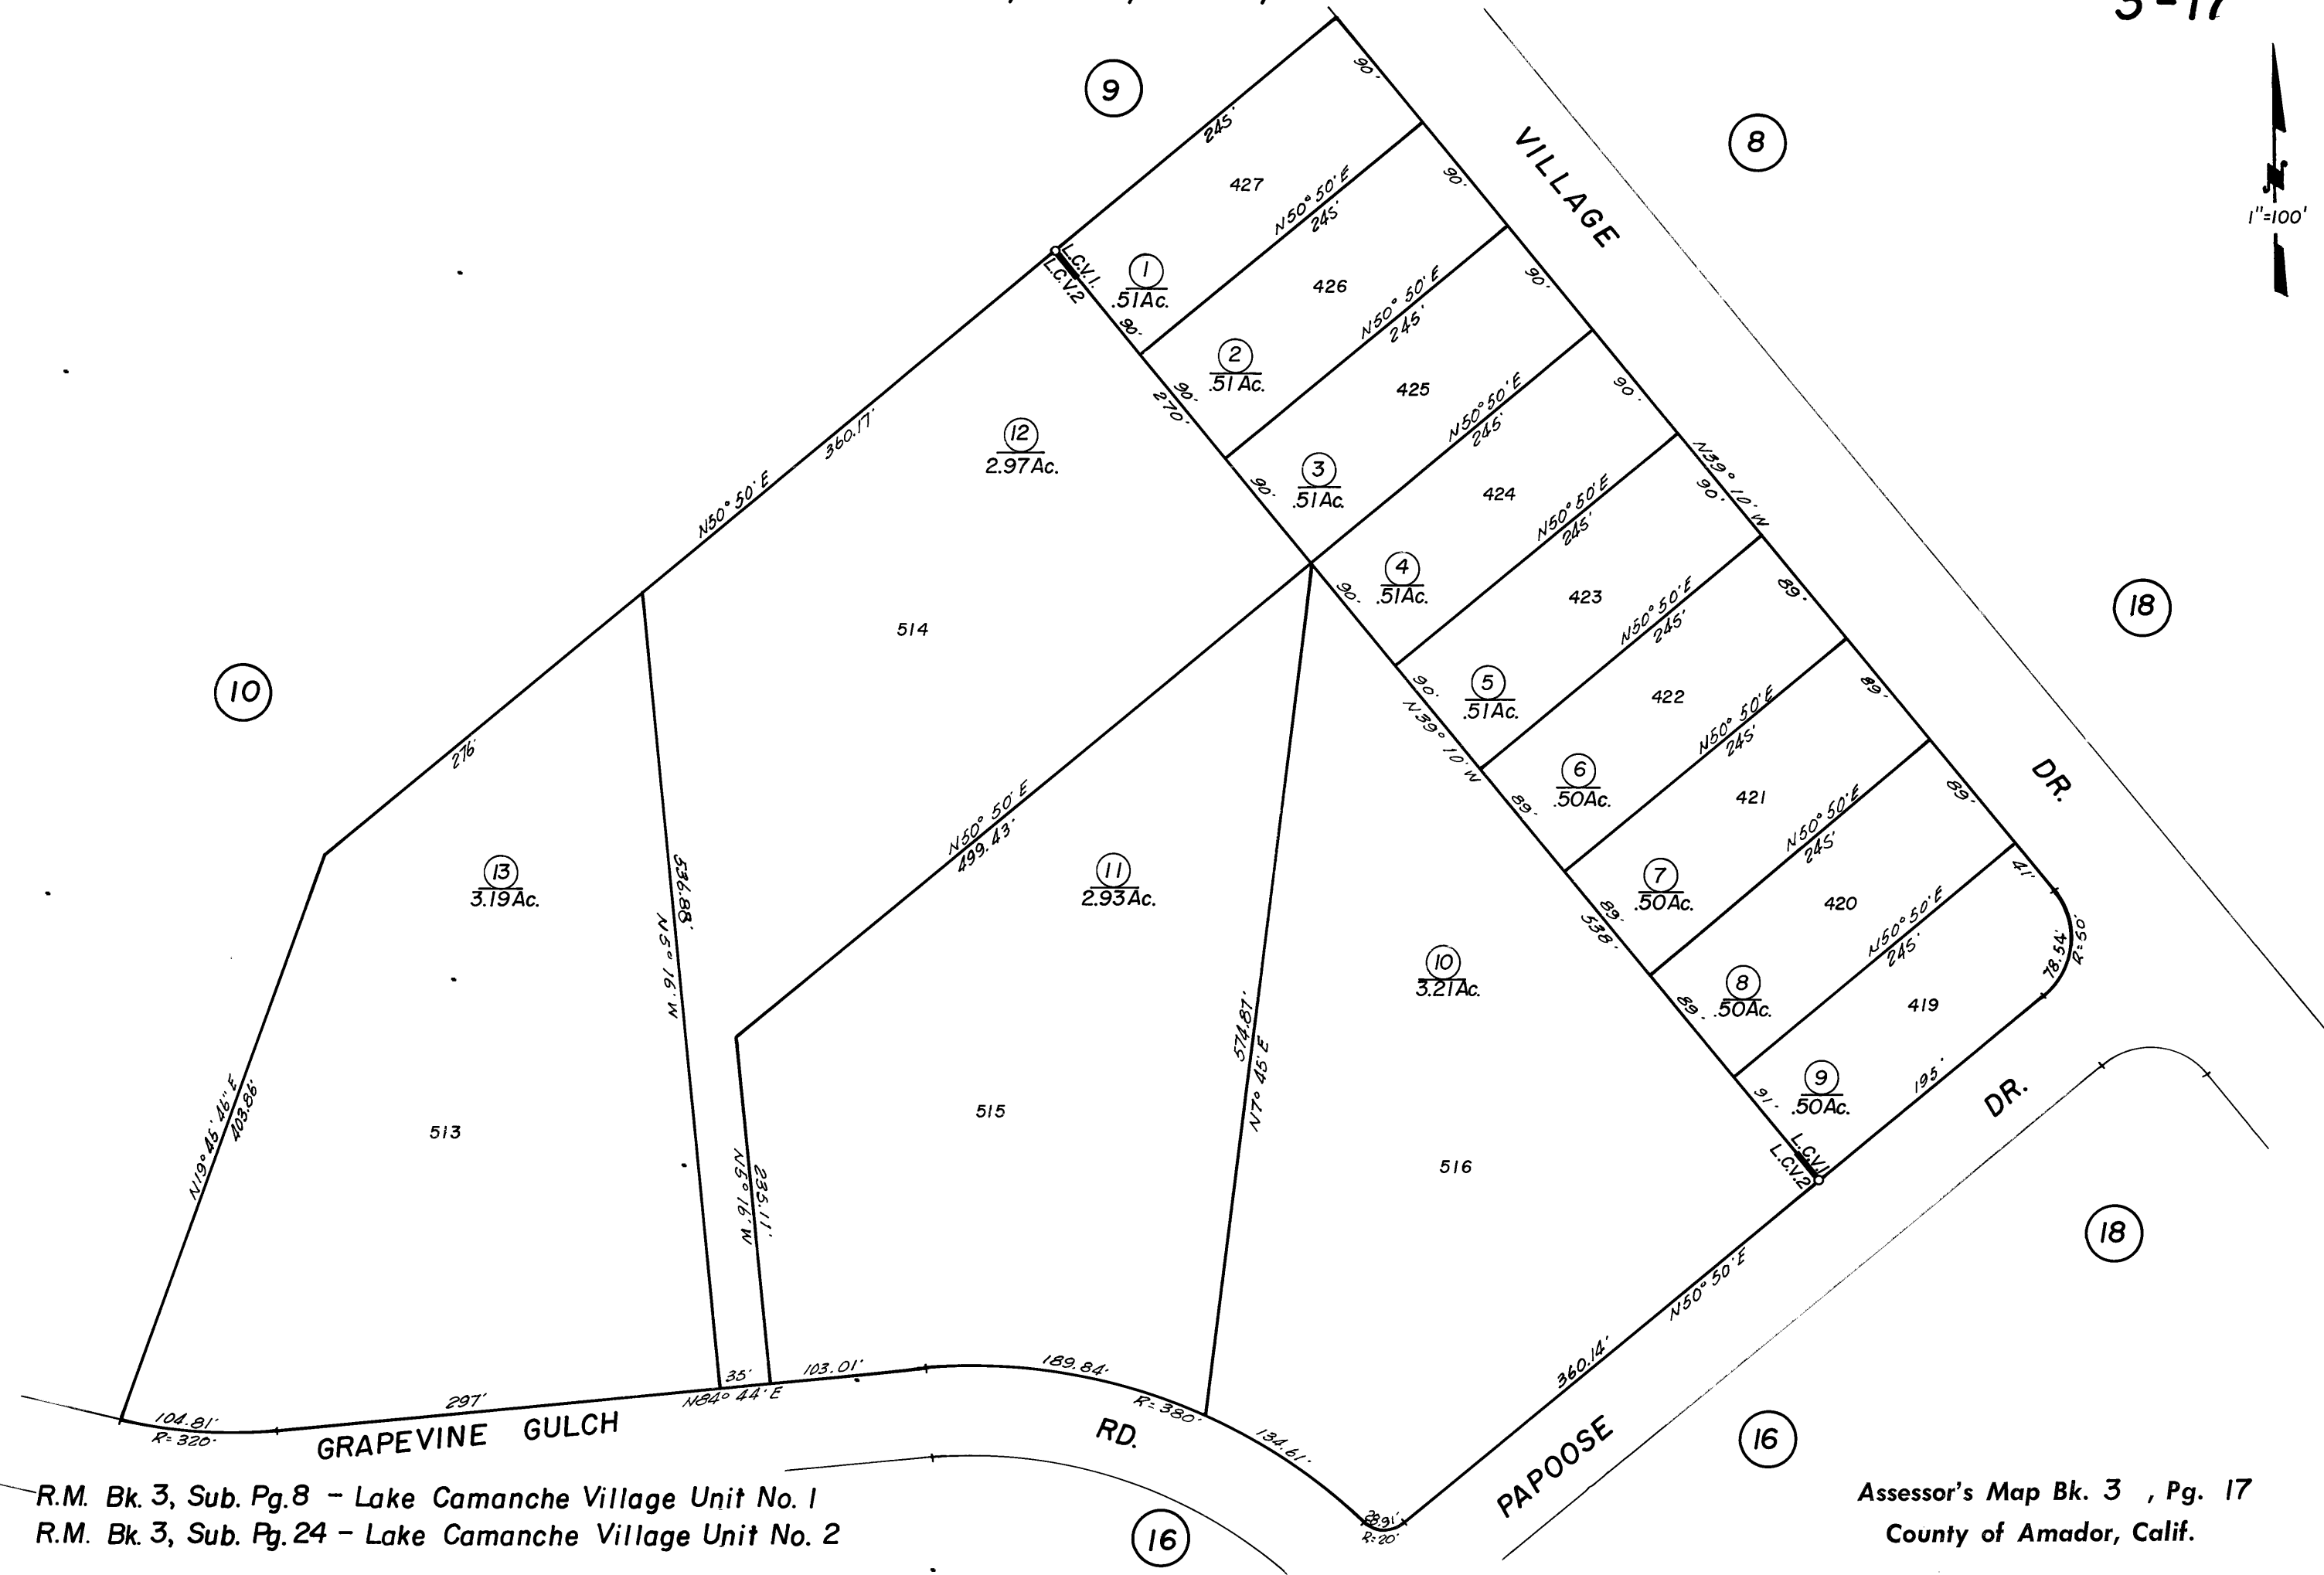 3-17
9
8
1"=100'
VILLAGE
DR.
90'
245'
427
N50° 50' E
245'
L.C.V.1.
L.C.V.2
1
.51Ac.
90'
90'
426
N50° 50' E
245'
2
.51Ac.
90'
270'
90'
425
N50° 50' E
245'
3
.51Ac.
90'
90'
424
N50° 50' E
245'
4
.51Ac.
90'
N39° 10' W
90'
423
N50° 50' E
245'
5
.51Ac.
90'
N39° 10' W
89'
422
N50° 50' E
245'
6
.50Ac.
89'
89'
421
N50° 50' E
245'
7
.50Ac.
89'
538'
89'
420
N50° 50' E
245'
8
.50Ac.
89'
41'
78.54'
R=50'
419
9
.50Ac.
91'
195'
L.C.V.1
L.C.V.2
18
12
2.97Ac.
360.17'
N50° 50' E
514
10
276'
13
3.19Ac.
536.88'
N5° 16' W
N50° 50' E
499.43'
11
2.93Ac.
10
3.21Ac.
574.87'
N7° 45' E
N19° 45' 46" E
403.86'
513
235.11'
N5° 16' W
515
516
DR.
18
N50° 50' E
360.14'
104.81'
R=320'
297'
35'
N84° 44' E
103.01'
189.84'
R=380'
134.61'
R=20'
GRAPEVINE GULCH
RD.
PAPOOSE
16
16
R.M. Bk. 3, Sub. Pg. 8 - Lake Camanche Village Unit No. 1
R.M. Bk. 3, Sub. Pg. 24 - Lake Camanche Village Unit No. 2
Assessor's Map Bk. 3 , Pg. 17
County of Amador, Calif.